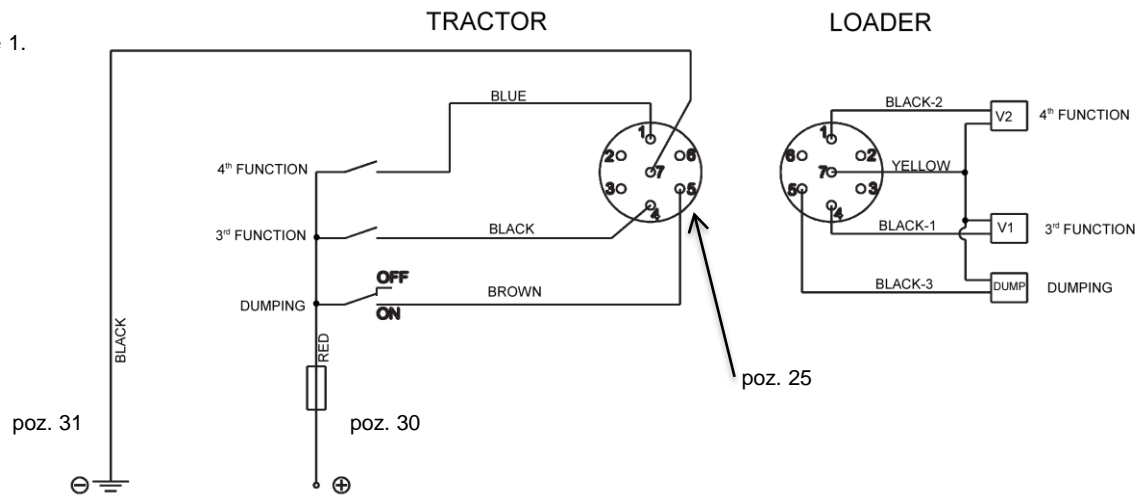 TRACTOR
LOADER
1.
BLUE
BLACK-2
V2
4th FUNCTION
1
2
6
7
3
5
4
1
6
2
7
5
3
4
YELLOW
4th FUNCTION
3rd FUNCTION
BLACK
BLACK-1
V1
3rd FUNCTION
OFF
DUMPING
ON
BROWN
BLACK-3
DUMP
DUMPING
BLACK
RED
poz. 25
poz. 31
poz. 30